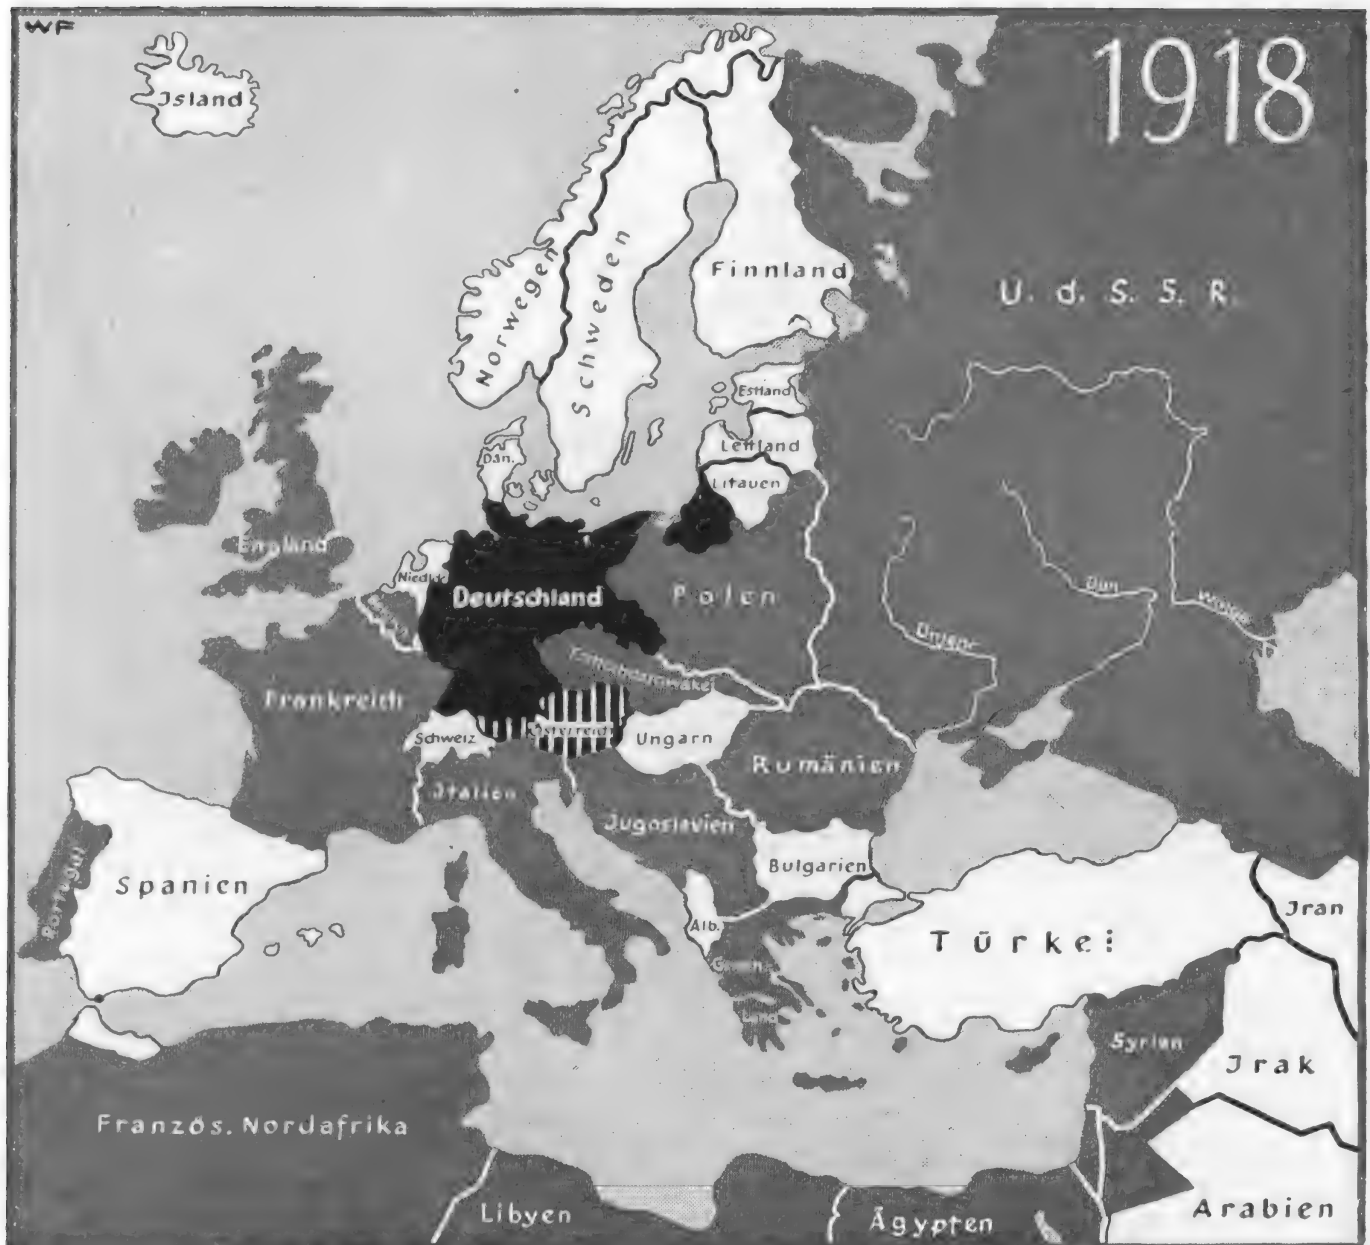 WF
1918
Jsland
Norwegen
Schweden
Finnland
U. d. S. S. R.
Estland
Lettland
Litauen
Dän.
England
Niedlde
Deutschland
Polen
Don
Wolga
Dnjepr
Frankreich
Schweiz
Österreich
Ungarn
Rumänien
Jtalien
Jugoslavien
Bulgarien
Portugal
Spanien
Alb.
Türkei
Jran
Syrien
Jrak
Französ. Nordafrika
Libyen
Ägypten
Arabien